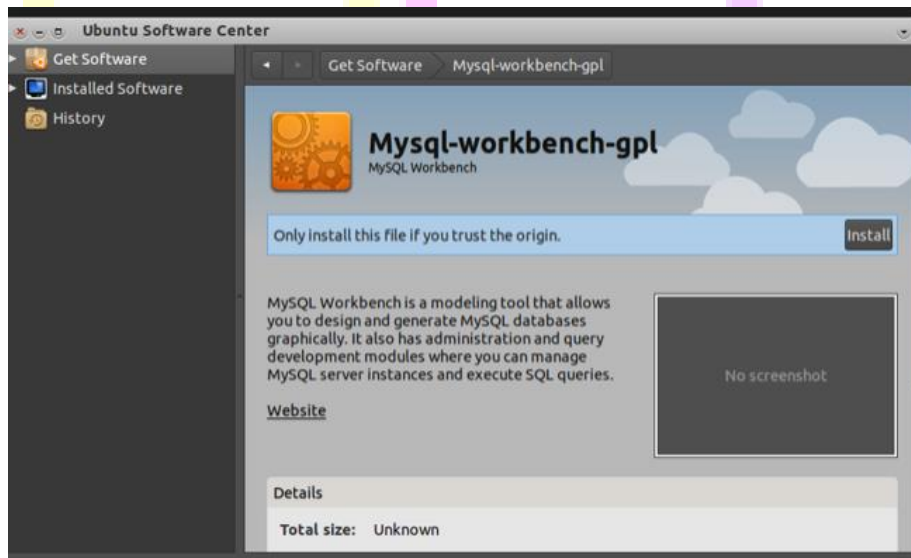 Ubuntu Software Center
Get Software
Installed Software
History
Get Software Mysql-workbench-gpl
Mysql-workbench-gpl
MySQL Workbench
Only install this file if you trust the origin. Install
MySQL Workbench is a modeling tool that allows
you to design and generate MySQL databases
graphically. It also has administration and query
development modules where you can manage
MySQL server instances and execute SQL queries.
No screenshot
Website
Details
Total size: Unknown